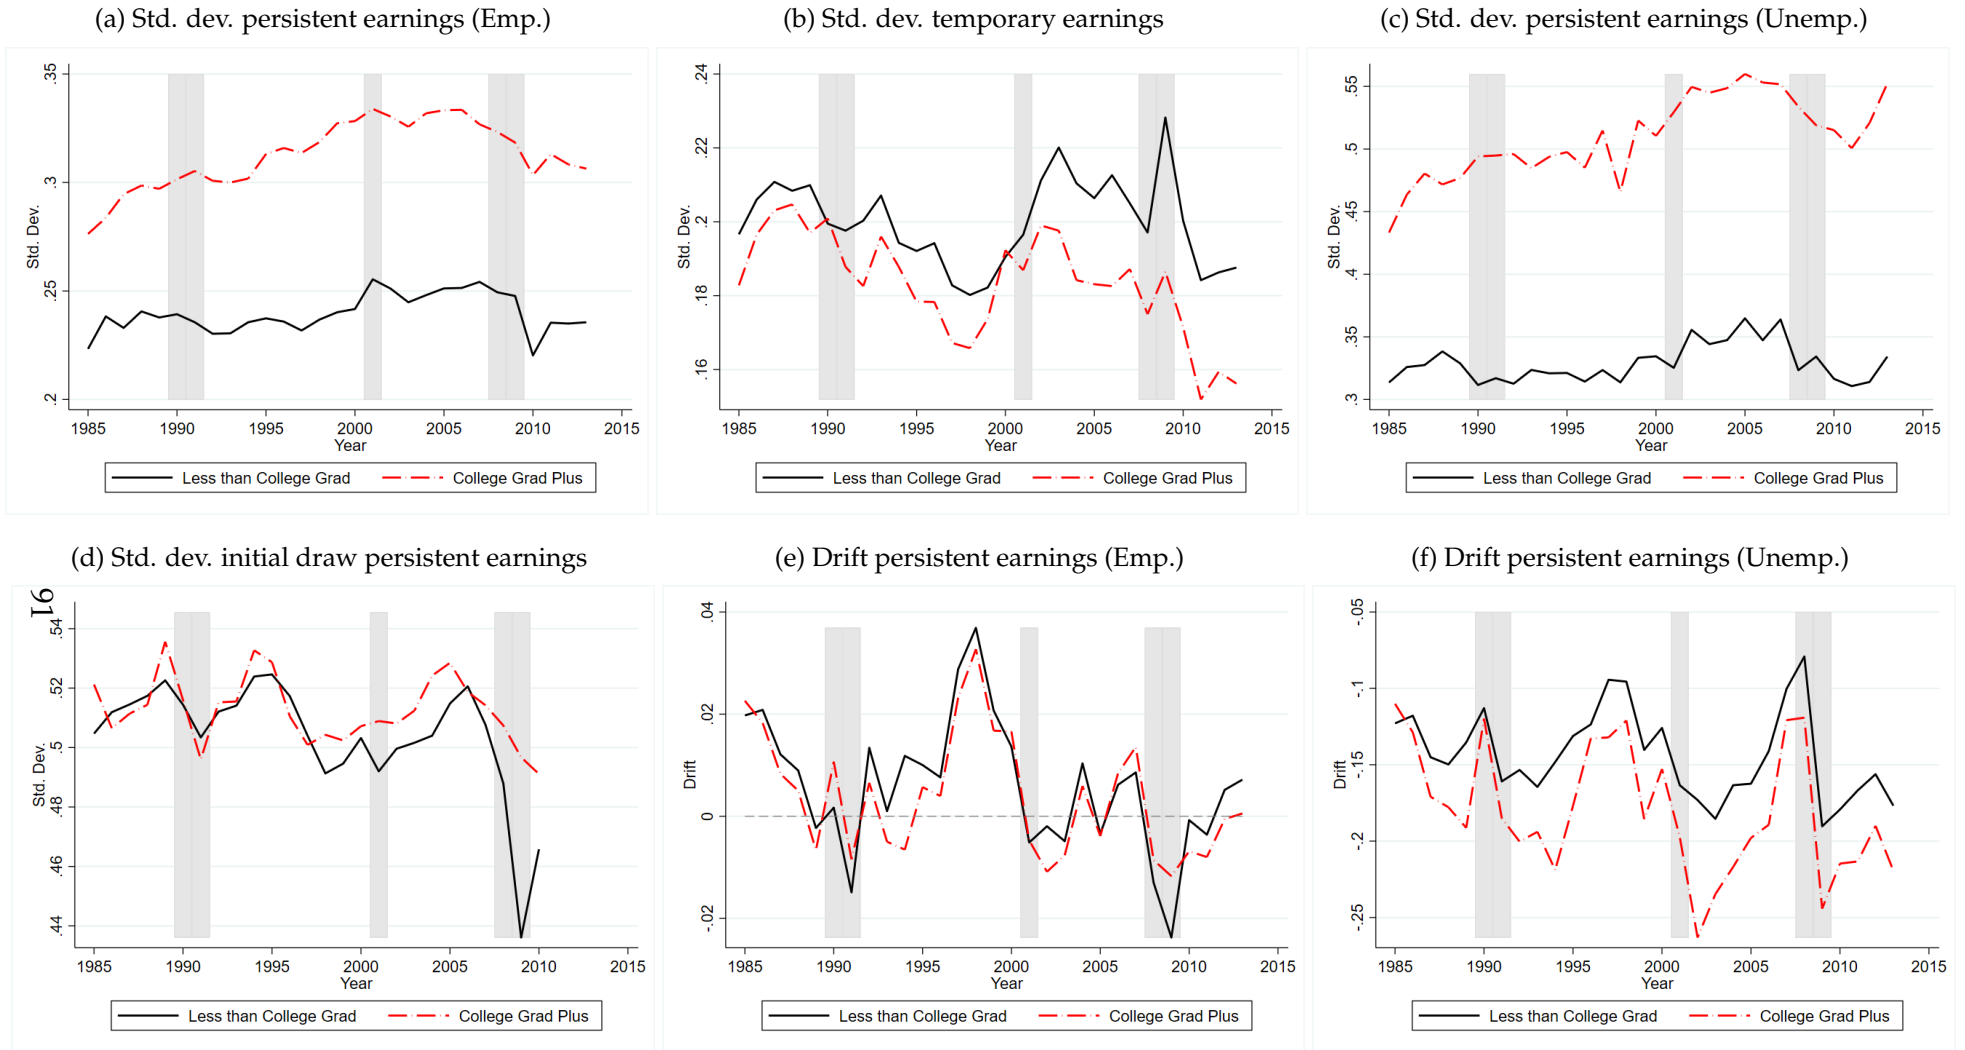 (a) Std. dev. persistent earnings (Emp.)
.35
.3
.25
.2
Std. Dev.
1985 1990 1995 2000 2005 2010 2015
Year
Less than College Grad College Grad Plus
(b) Std. dev. temporary earnings
.24
.22
.2
.18
.16
Std. Dev.
1985 1990 1995 2000 2005 2010 2015
Year
Less than College Grad College Grad Plus
(c) Std. dev. persistent earnings (Unemp.)
.55
.5
.45
.4
.35
.3
Std. Dev.
1985 1990 1995 2000 2005 2010 2015
Year
Less than College Grad College Grad Plus
(d) Std. dev. initial draw persistent earnings
91
.54
.52
.5
.48
.46
.44
Std. Dev.
1985 1990 1995 2000 2005 2010 2015
Year
Less than College Grad College Grad Plus
(e) Drift persistent earnings (Emp.)
.04
.02
0
-.02
Drift
1985 1990 1995 2000 2005 2010 2015
Year
Less than College Grad College Grad Plus
(f) Drift persistent earnings (Unemp.)
-.05
-.1
-.15
-.2
-.25
Drift
1985 1990 1995 2000 2005 2010 2015
Year
Less than College Grad College Grad Plus